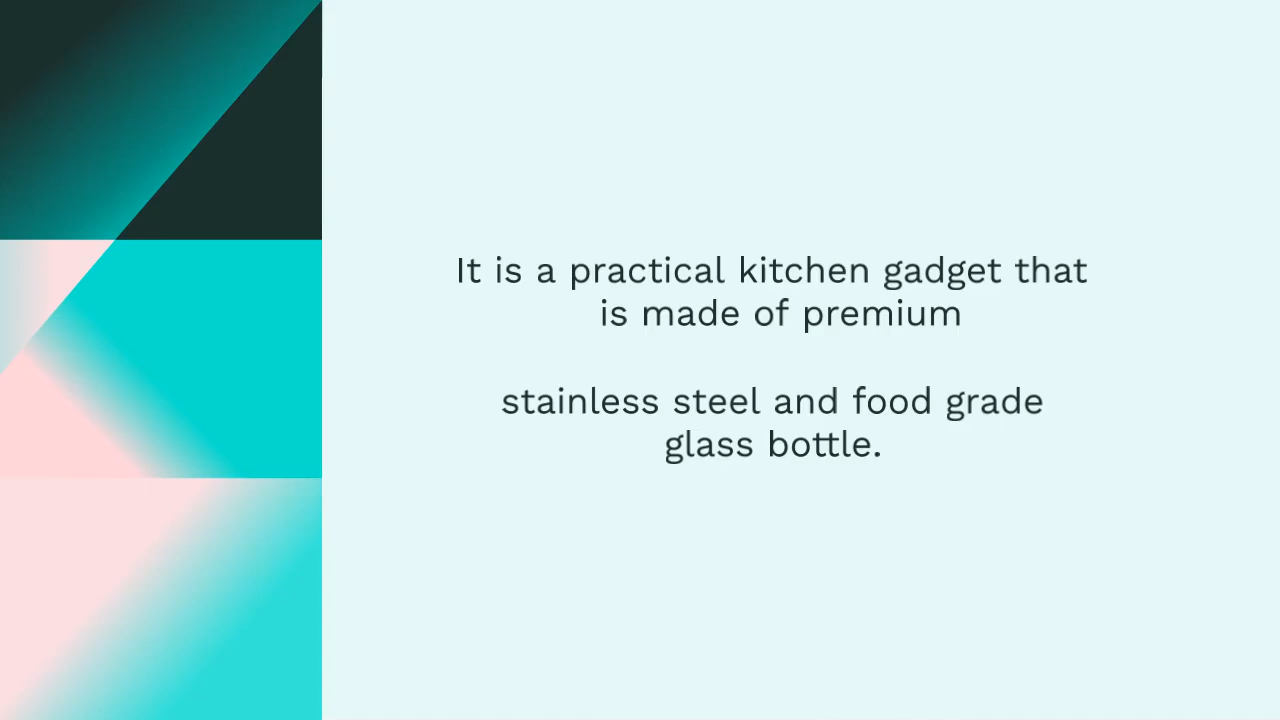 It is a practical kitchen gadget that
is made of premium
stainless steel and food grade
glass bottle.